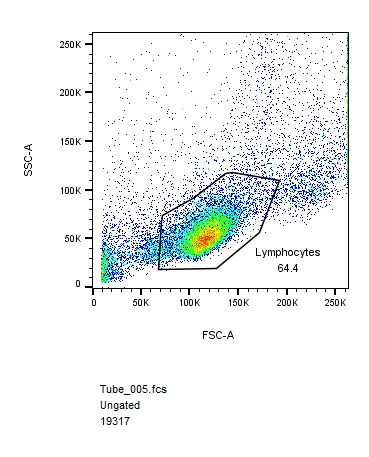 250K
200K
150K
100K
50K
0
SSC-A
Lymphocytes
64.4
0 50K 100K 150K 200K 250K
FSC-A
Tube_005.fcs
Ungated
19317